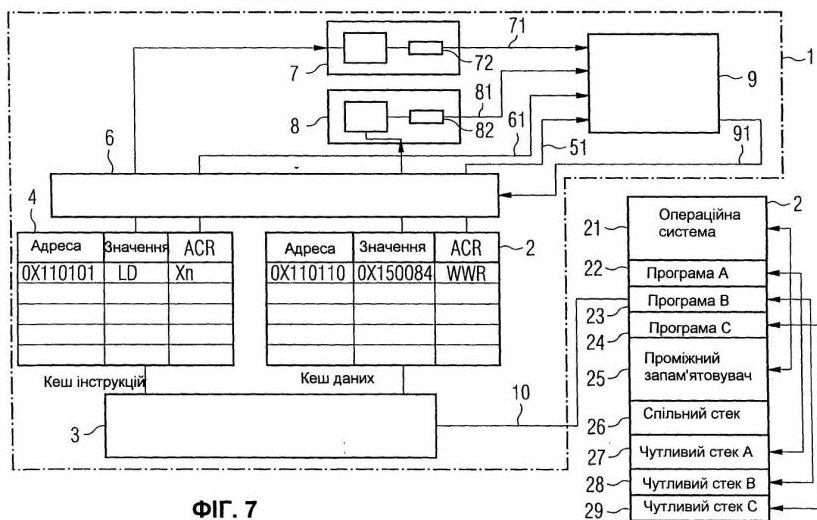 71
1
7
72
9
81
8
82
6
61
51
91
4
2
Адреса Значення ACR
0X110101 LD Xn
Адреса Значення ACR
0X110110 0X150084 WWR
2
Кеш інструкцій
Кеш даних
3
10
21 Операційна система
22 Програма A
23 Програма B
24 Програма C
25 Проміжний запам'ятовувач
26 Спільний стек
27 Чутливий стек A
28 Чутливий стек B
29 Чутливий стек C
ФІГ. 7